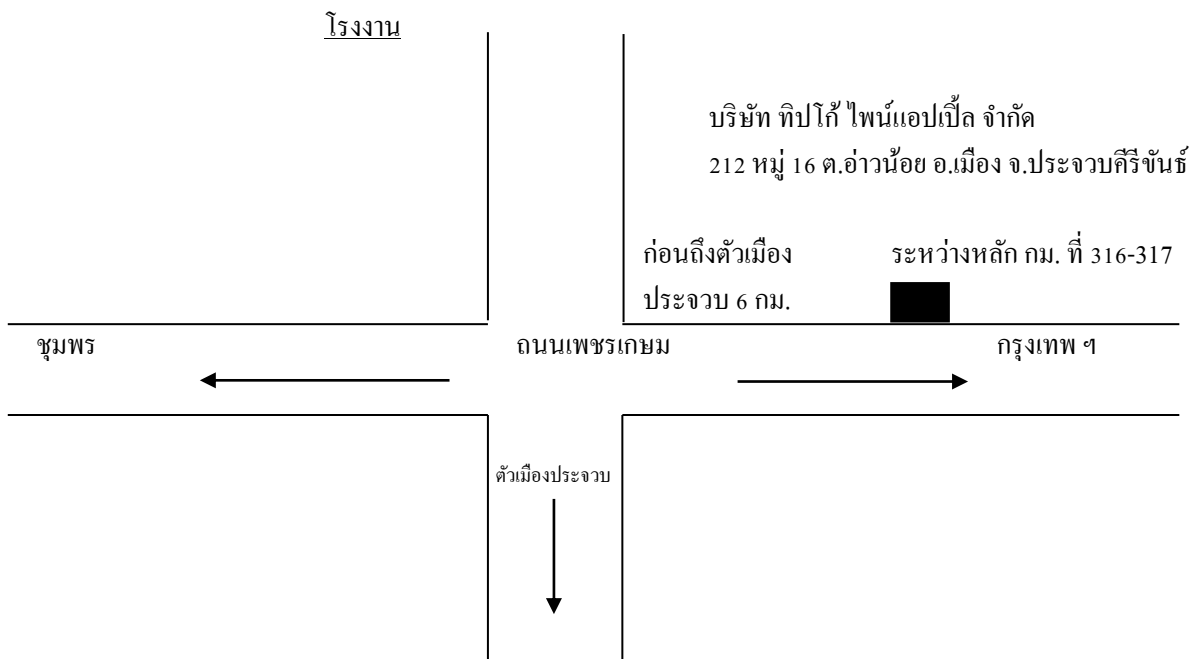 โรงงาน
บริษัท ทิปโก้ ไพน์แอปเปิ้ล จำกัด
212 หมู่ 16 ต.อ่าวน้อย อ.เมือง จ.ประจวบคีรีขันธ์
ก่อนถึงตัวเมือง ระหว่างหลัก กม. ที่ 316-317
ประจวบ 6 กม.
ชุมพร ถนนเพชรเกษม กรุงเทพ ฯ
ตัวเมืองประจวบ